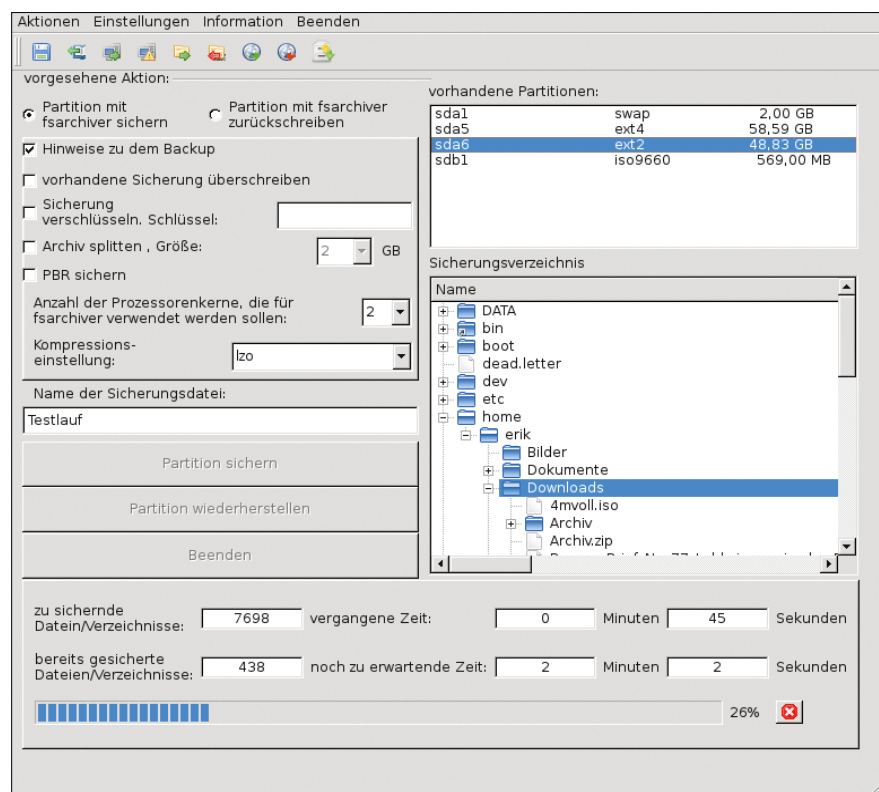 Aktionen Einstellungen Information Beenden
vorgesehene Aktion:
Partition mit
fsarchiver sichern
Partition mit fsarchiver
zurückschreiben
Hinweise zu dem Backup
vorhandene Sicherung überschreiben
Sicherung
verschlüsseln. Schlüssel:
Archiv splitten , Größe:
2
GB
PBR sichern
Anzahl der Prozessorenkerne, die für
fsarchiver verwendet werden sollen:
2
Kompressions-
einstellung:
lzo
Name der Sicherungsdatei:
Testlauf
Partition sichern
Partition wiederherstellen
Beenden
vorhandene Partitionen:
sda1 swap 2,00 GB
sda5 ext4 58,59 GB
sda6 ext2 48,83 GB
sdb1 iso9660 569,00 MB
Sicherungsverzeichnis
Name
DATA
bin
boot
dead.letter
dev
etc
home
erik
Bilder
Dokumente
Downloads
4mvoll.iso
Archiv
Archiv.zip
zu sichernde
Datein/Verzeichnisse:
7698
vergangene Zeit:
0
Minuten
45
Sekunden
bereits gesicherte
Dateien/Verzeichnisse:
438
noch zu erwartende Zeit:
2
Minuten
2
Sekunden
26%